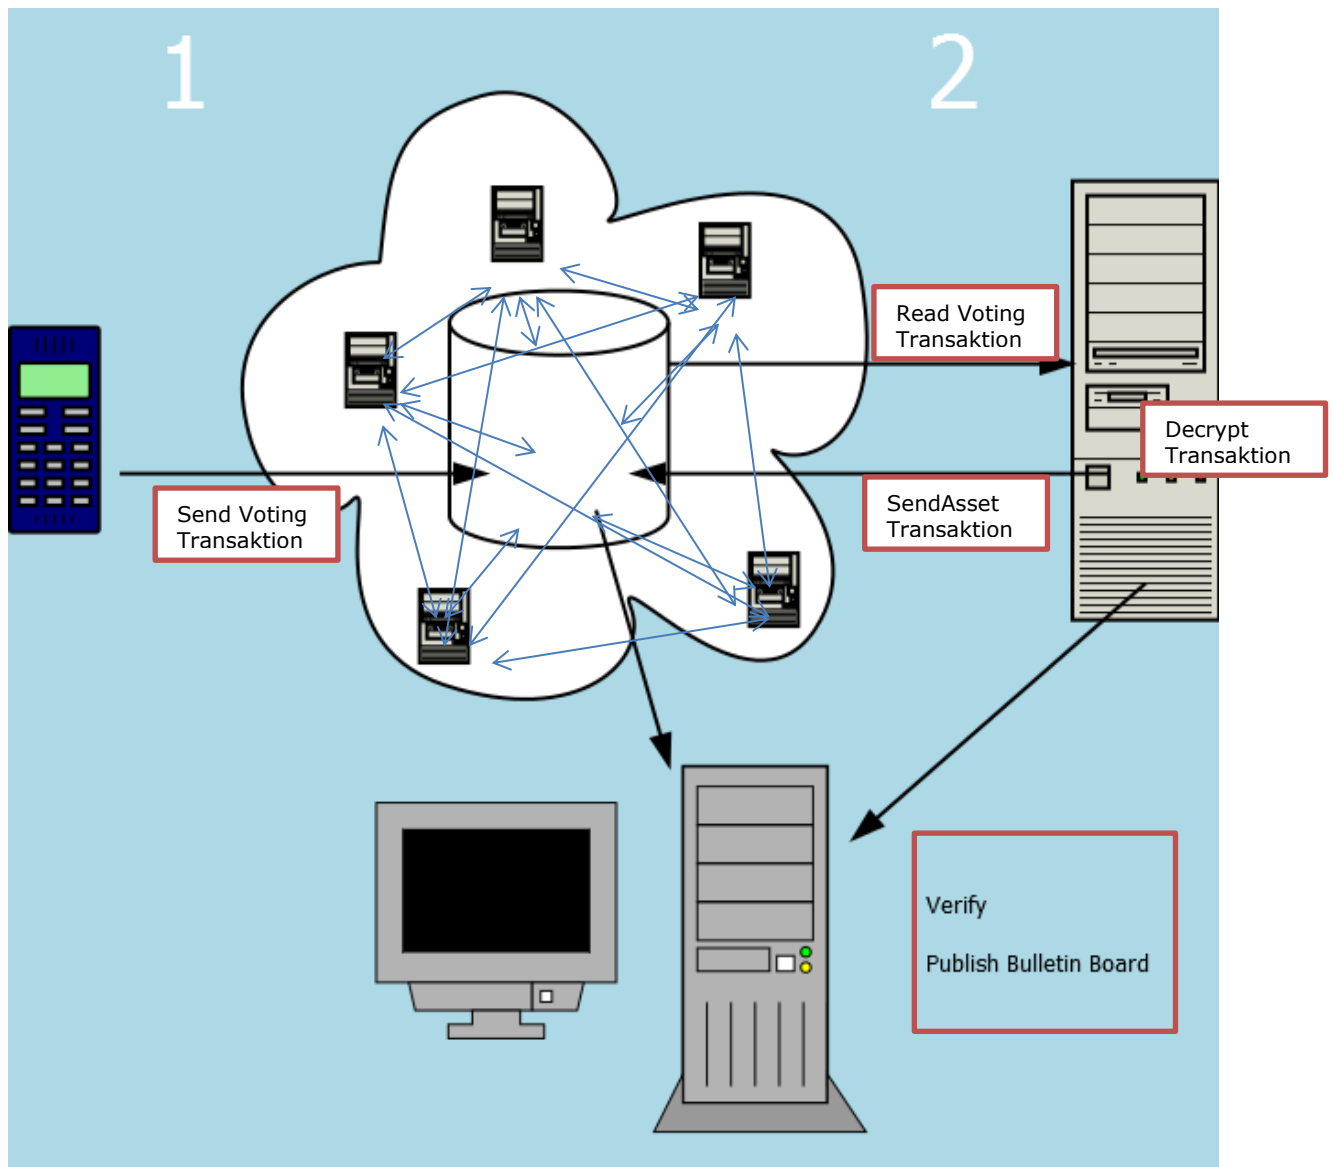 1
2
Read Voting
Transaktion
Decrypt
Transaktion
Send Voting
Transaktion
SendAsset
Transaktion
Verify
Publish Bulletin Board